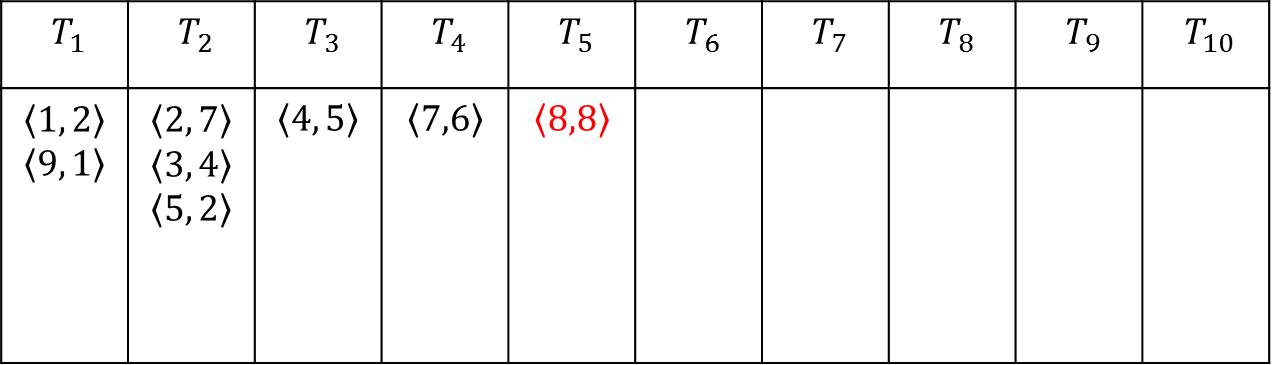 T₁ T₂ T₃ T₄ T₅ T₆ T₇ T₈ T₉ T₁₀
⟨1, 2⟩ ⟨2, 7⟩ ⟨4, 5⟩ ⟨7,6⟩ ⟨8,8⟩
⟨9, 1⟩ ⟨3, 4⟩
⟨5, 2⟩